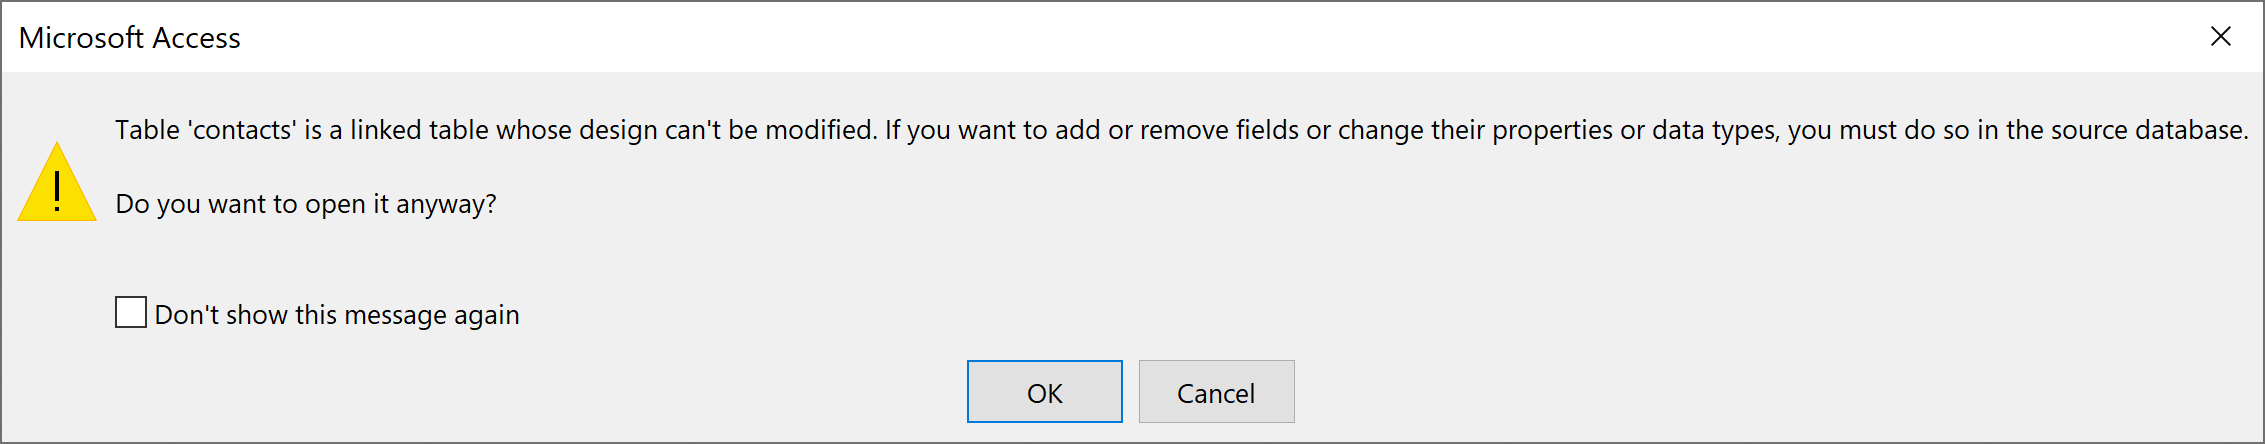 Microsoft Access
Table 'contacts' is a linked table whose design can't be modified. If you want to add or remove fields or change their properties or data types, you must do so in the source database.
Do you want to open it anyway?
Don't show this message again
OK
Cancel